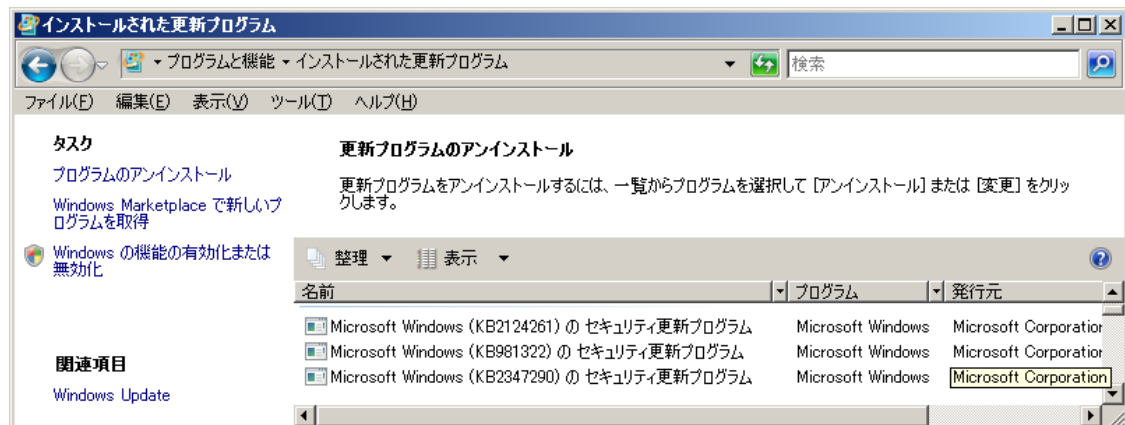 インストールされた更新プログラム
プログラムと機能 インストールされた更新プログラム 検索
ファイル(F) 編集(E) 表示(V) ツール(T) ヘルプ(H)
タスク
プログラムのアンインストール
Windows Marketplace で新しいプ
ログラムを取得
Windows の機能の有効化または
無効化
関連項目
Windows Update
更新プログラムのアンインストール
更新プログラムをアンインストールするには、一覧からプログラムを選択して [アンインストール] または [変更] をクリッ
クします。
整理 表示
名前 プログラム 発行元
Microsoft Windows (KB2124261) の セキュリティ更新プログラム Microsoft Windows Microsoft Corporation
Microsoft Windows (KB981322) の セキュリティ更新プログラム Microsoft Windows Microsoft Corporation
Microsoft Windows (KB2347290) の セキュリティ更新プログラム Microsoft Windows Microsoft Corporation